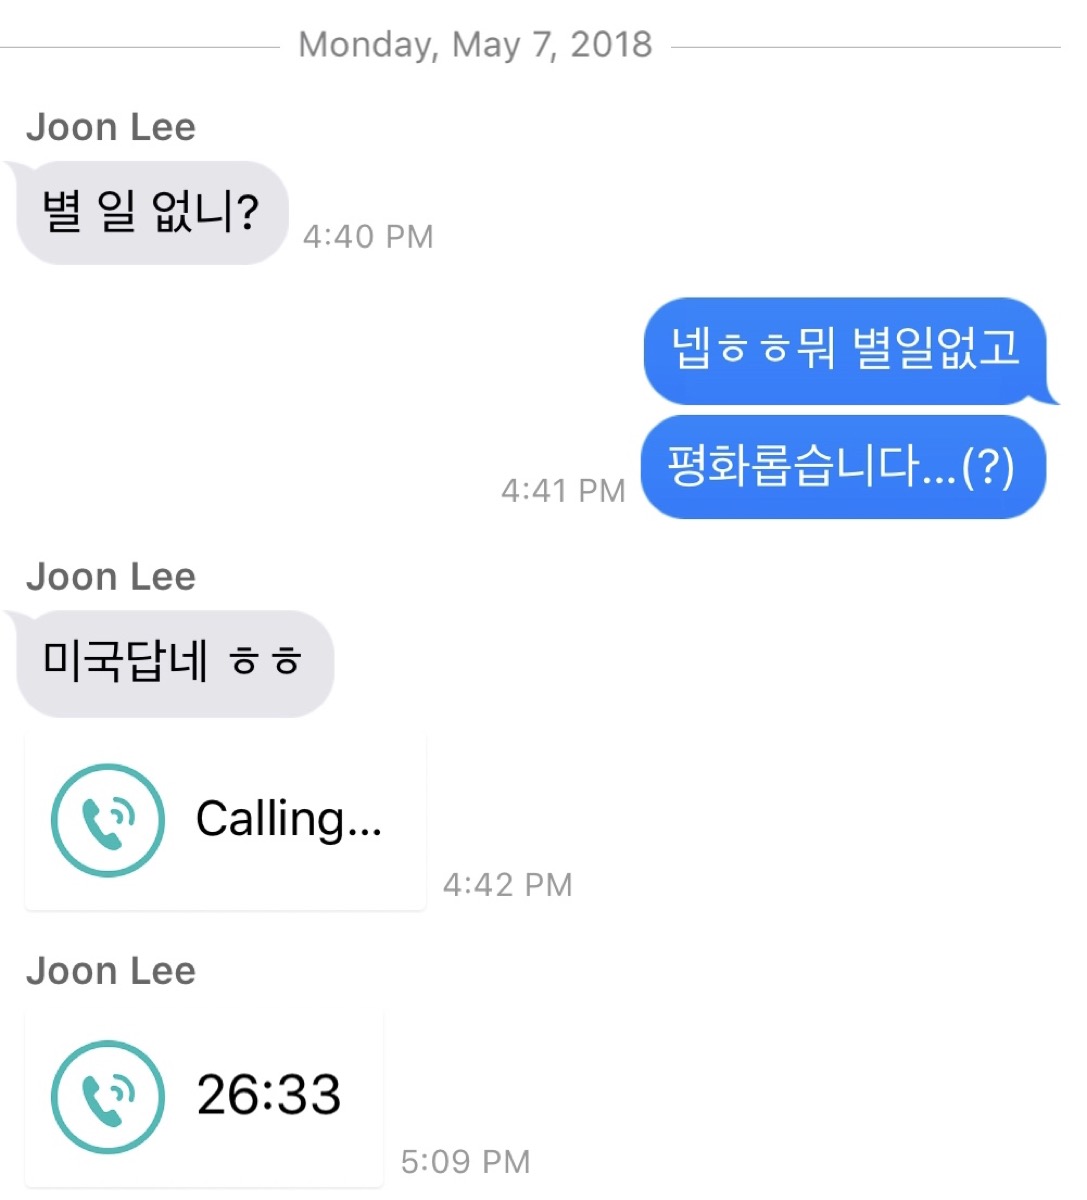 Monday, May 7, 2018
Joon Lee
별 일 없니?
4:40 PM
넵ㅎㅎ뭐 별일없고
평화롭습니다...(?)
4:41 PM
Joon Lee
미국답네 ㅎㅎ
Calling...
4:42 PM
Joon Lee
26:33
5:09 PM